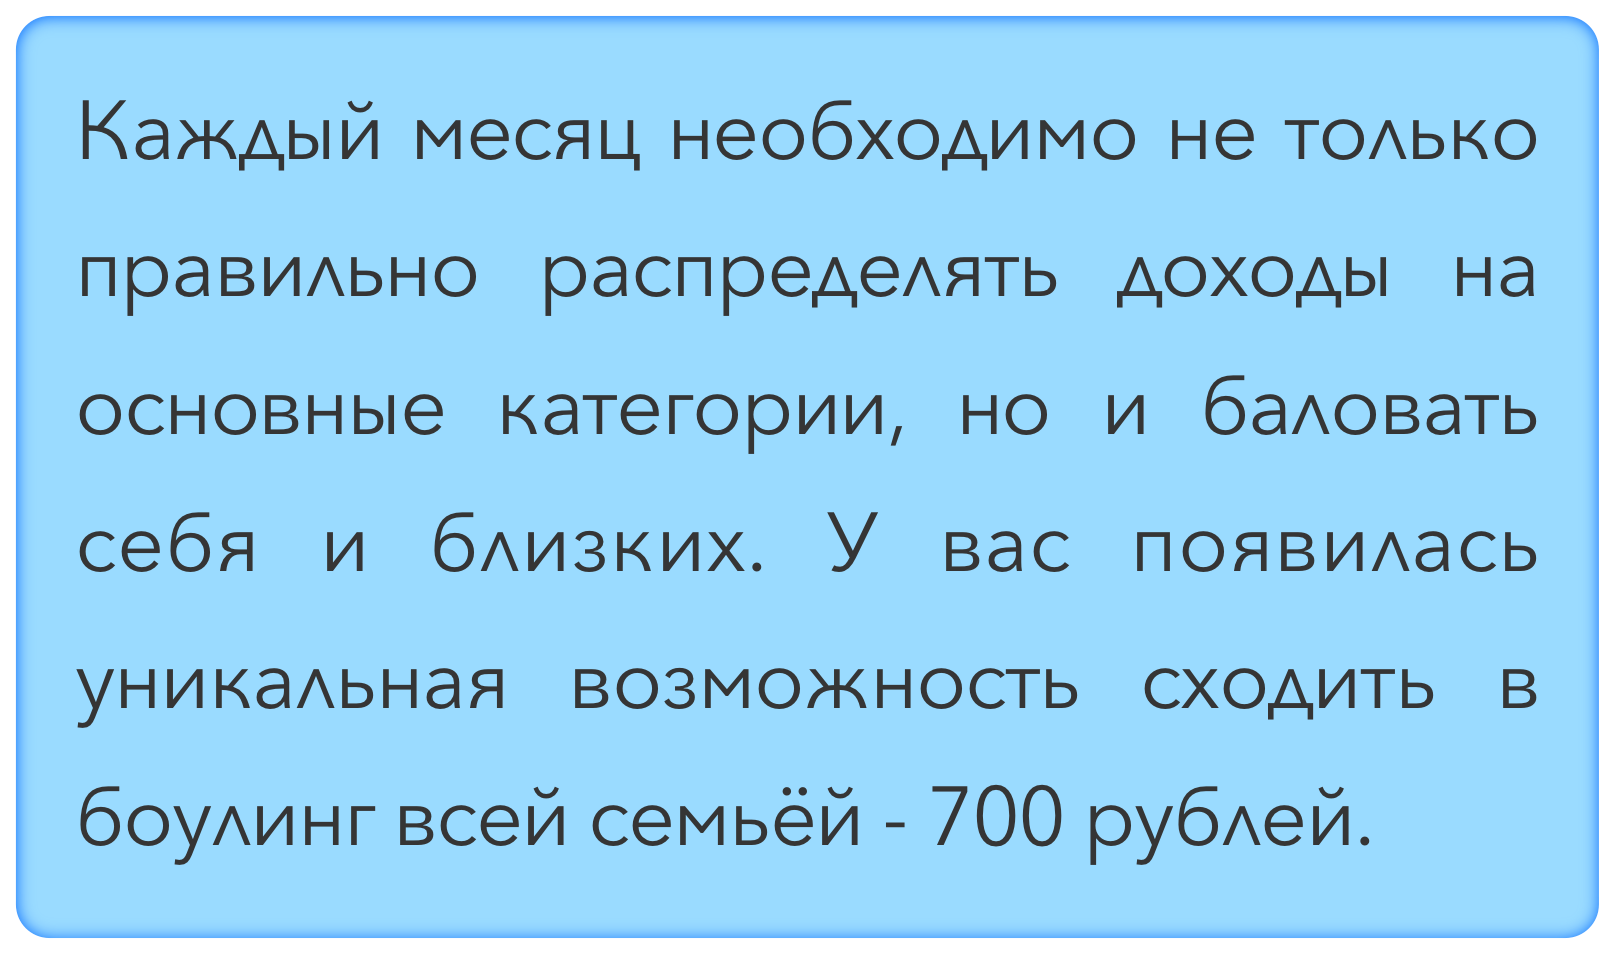 Каждый месяц необходимо не только
правильно распределять доходы на
основные категории, но и баловать
себя и близких. У вас появилась
уникальная возможность сходить в
боулинг всей семьёй - 700 рублей.